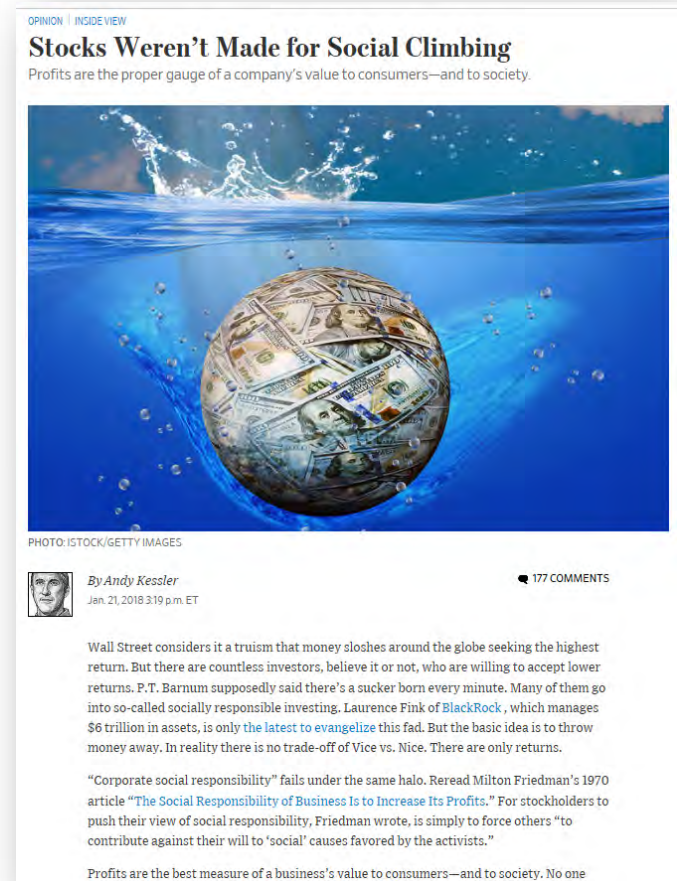 OPINION | INSIDE VIEW
Stocks Weren’t Made for Social Climbing
Profits are the proper gauge of a company’s value to consumers—and to society.
PHOTO: ISTOCK/GETTY IMAGES
By Andy Kessler
Jan. 21, 2018 3:19 p.m. ET
177 COMMENTS
Wall Street considers it a truism that money sloshes around the globe seeking the highest
return. But there are countless investors, believe it or not, who are willing to accept lower
returns. P.T. Barnum supposedly said there’s a sucker born every minute. Many of them go
into so-called socially responsible investing. Laurence Fink of BlackRock , which manages
$6 trillion in assets, is only the latest to evangelize this fad. But the basic idea is to throw
money away. In reality there is no trade-off of Vice vs. Nice. There are only returns.
“Corporate social responsibility” fails under the same halo. Reread Milton Friedman’s 1970
article “The Social Responsibility of Business Is to Increase Its Profits.” For stockholders to
push their view of social responsibility, Friedman wrote, is simply to force others “to
contribute against their will to ‘social’ causes favored by the activists.”
Profits are the best measure of a business’s value to consumers—and to society. No one